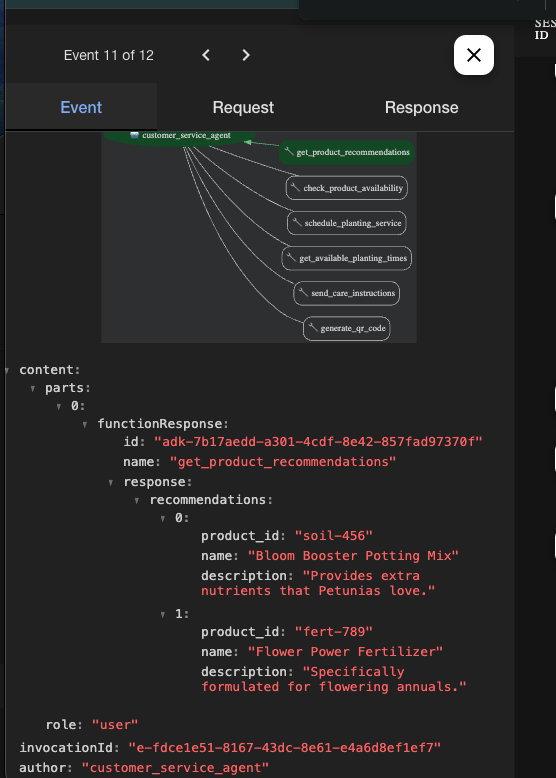 SES
ID
Event 11 of 12
Event Request Response
customer_service_agent
get_product_recommendations
check_product_availability
schedule_planting_service
get_available_planting_times
send_care_instructions
generate_qr_code
content:
parts:
0:
functionResponse:
id: "adk-7b17aedd-a301-4cdf-8e42-857fad97370f"
name: "get_product_recommendations"
response:
recommendations:
0:
product_id: "soil-456"
name: "Bloom Booster Potting Mix"
description: "Provides extra
nutrients that Petunias love."
1:
product_id: "fert-789"
name: "Flower Power Fertilizer"
description: "Specifically
formulated for flowering annuals."
role: "user"
invocationId: "e-fdce1e51-8167-43dc-8e61-e4a6d8ef1ef7"
author: "customer_service_agent"